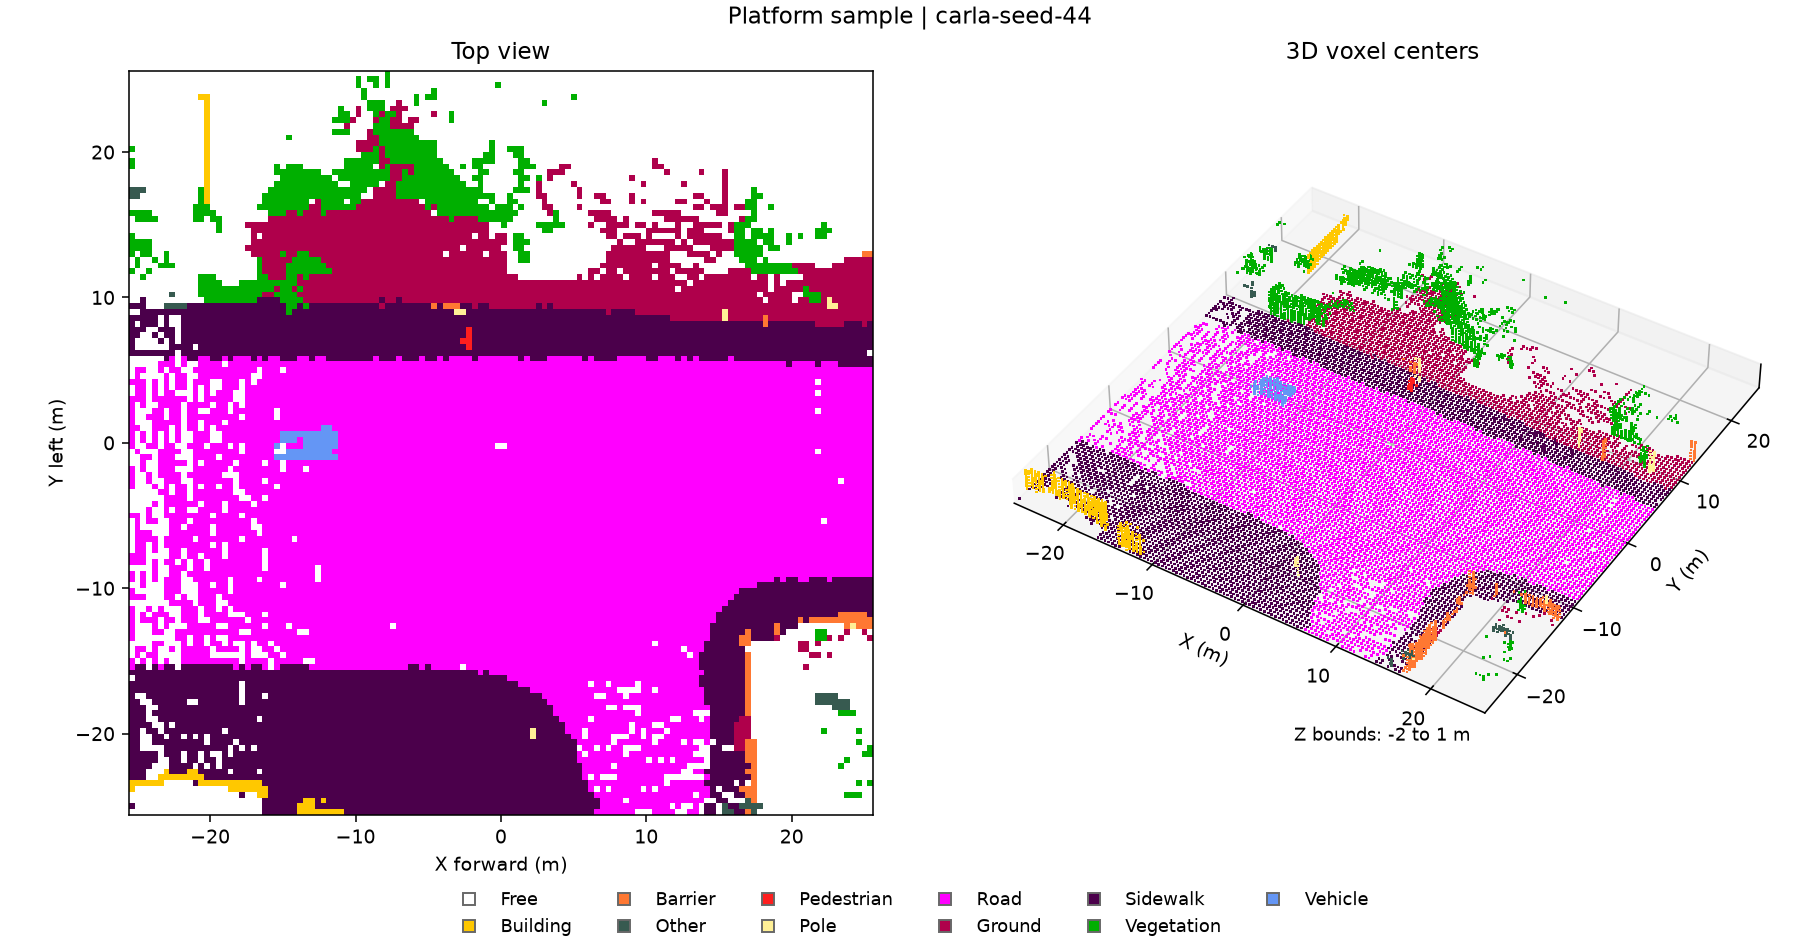 Platform sample | carla-seed-44
Top view
3D voxel centers
20
10
0
−10
−20
Y left (m)
−20
−10
0
10
20
X forward (m)
−20
−10
0
10
20
X (m)
20
10
0
−10
−20
Y (m)
Z bounds: -2 to 1 m
Free
Barrier
Pedestrian
Road
Sidewalk
Vehicle
Building
Other
Pole
Ground
Vegetation